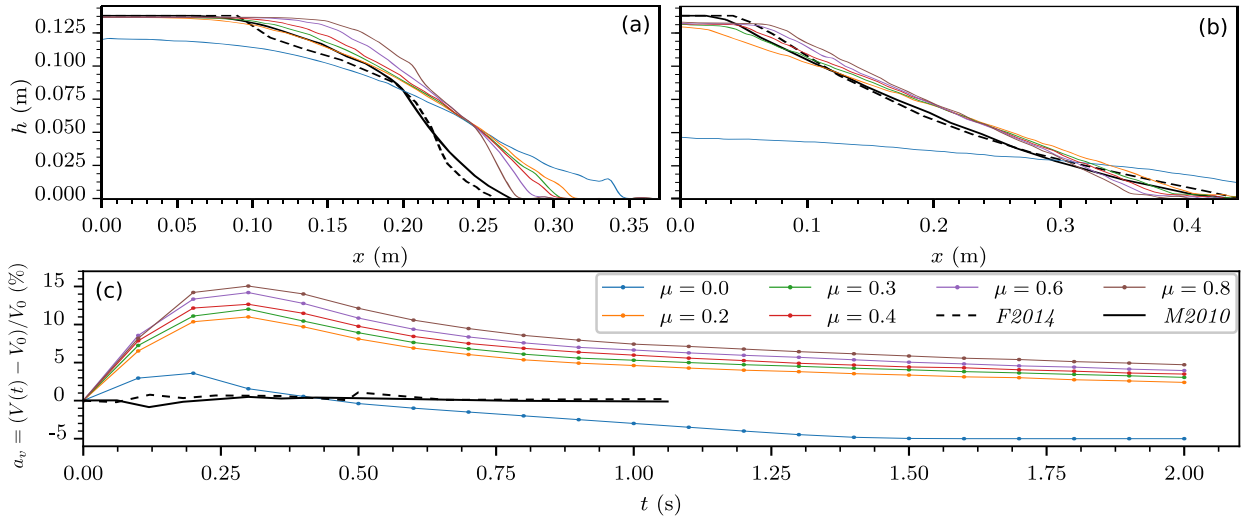 (a)
h (m)
0.125
0.100
0.075
0.050
0.025
0.000
0.00 0.05 0.10 0.15 0.20 0.25 0.30 0.35
x (m)
(b)
0.0 0.1 0.2 0.3 0.4
x (m)
(c)
a_v = (V(t) − V_0)/V_0 (%)
15
10
5
0
-5
μ = 0.0 μ = 0.3 μ = 0.6 μ = 0.8
μ = 0.2 μ = 0.4 F2014 M2010
0.00 0.25 0.50 0.75 1.00 1.25 1.50 1.75 2.00
t (s)